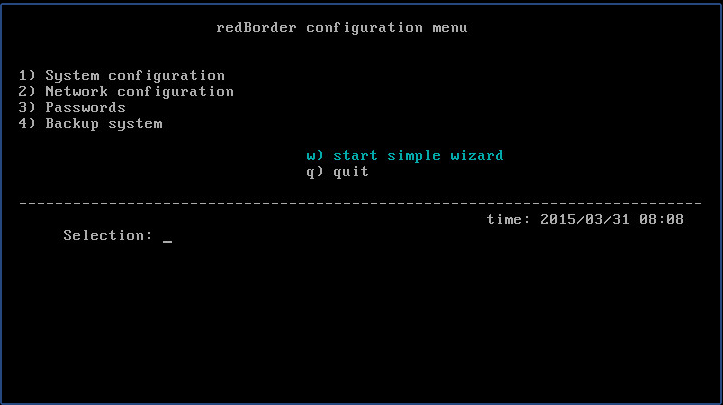 redBorder configuration menu
1) System configuration
2) Network configuration
3) Passwords
4) Backup system
w) start simple wizard
q) quit
--------------------------------------------------------------------------
time: 2015/03/31 08:08
Selection: _